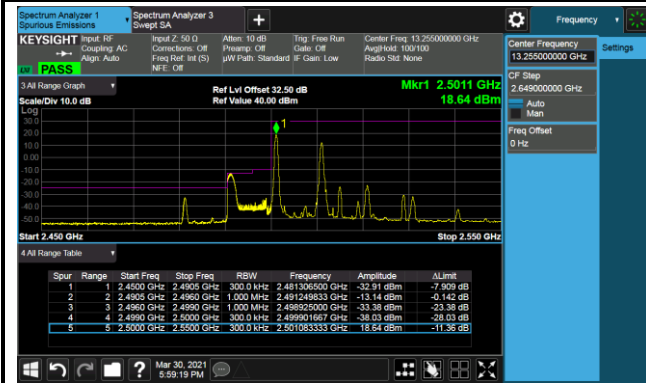 Spectrum Analyzer 1
Spurious Emissions
Spectrum Analyzer 3
Swept SA
Frequency
KEYSIGHT Input: RF
Coupling: AC
Align: Auto
Input Z: 50 Ω
Corrections: Off
Freq Ref: Int (S)
NFE: Off
Atten: 10 dB
Preamp: Off
µW Path: Standard
Trig: Free Run
Gate: Off
IF Gain: Low
Center Freq: 13.255000000 GHz
Avg|Hold: 100/100
Radio Std: None
PASS
3 All Range Graph
Scale/Div 10.0 dB
Ref Lvl Offset 32.50 dB
Ref Value 40.00 dBm
Mkr1 2.5011 GHz
18.64 dBm
Log
30.0
20.0
10.0
0.00
-10.0
-20.0
-30.0
-40.0
-50.0
1
Start 2.450 GHz
Stop 2.550 GHz
4 All Range Table
Spur Range Start Freq Stop Freq RBW Frequency Amplitude ΔLimit
1 1 2.4500 GHz 2.4905 GHz 300.0 kHz 2.481306500 GHz -32.91 dBm -7.909 dB
2 2 2.4905 GHz 2.4960 GHz 1.000 MHz 2.491249833 GHz -13.14 dBm -0.142 dB
3 3 2.4960 GHz 2.4990 GHz 1.000 MHz 2.498925000 GHz -33.38 dBm -23.38 dB
4 4 2.4990 GHz 2.5000 GHz 300.0 kHz 2.499901667 GHz -38.03 dBm -28.03 dB
5 5 2.5000 GHz 2.5500 GHz 300.0 kHz 2.501083333 GHz 18.64 dBm -11.36 dB
Center Frequency
13.255000000 GHz
Settings
CF Step
2.649000000 GHz
Auto
Man
Freq Offset
0 Hz
Mar 30, 2021
5:59:19 PM